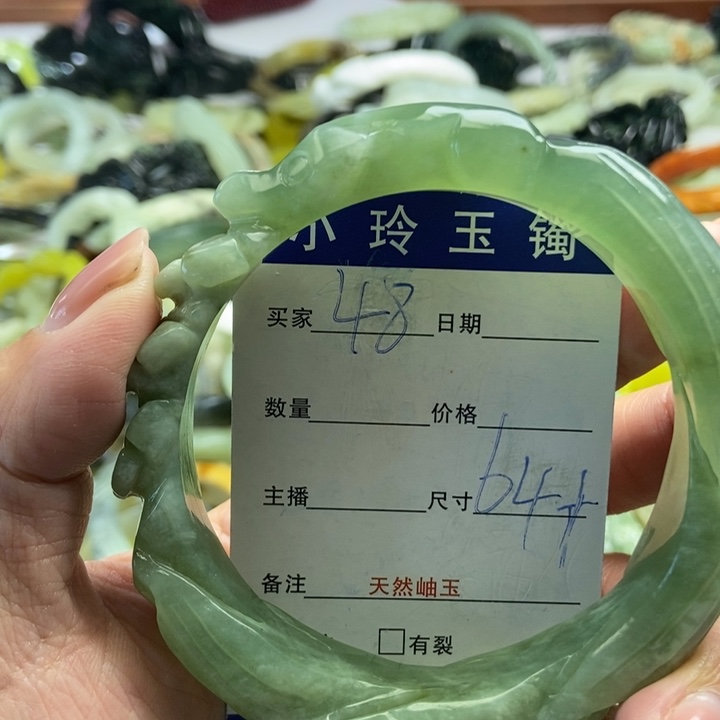 小玲玉镯
买家 48 日期
数量 价格
主播 尺寸 64+
备注 天然岫玉
□有裂